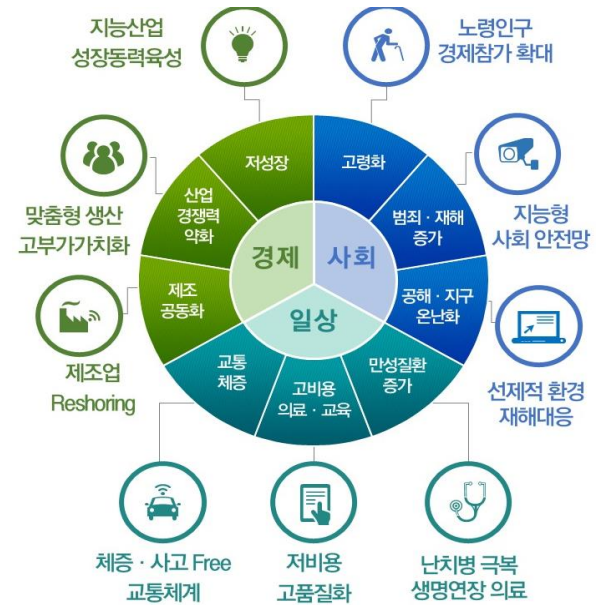 지능산업
성장동력육성
노령인구
경제참가 확대
맞춤형 생산
고부가가치화
지능형
사회 안전망
제조업
Reshoring
선제적 환경
재해대응
체증 · 사고 Free
교통체계
저비용
고품질화
난치병 극복
생명연장 의료
저성장
고령화
산업
경쟁력
약화
범죄 · 재해
증가
제조
공동화
공해 · 지구
온난화
교통
체증
고비용
의료 · 교육
만성질환
증가
경제
사회
일상